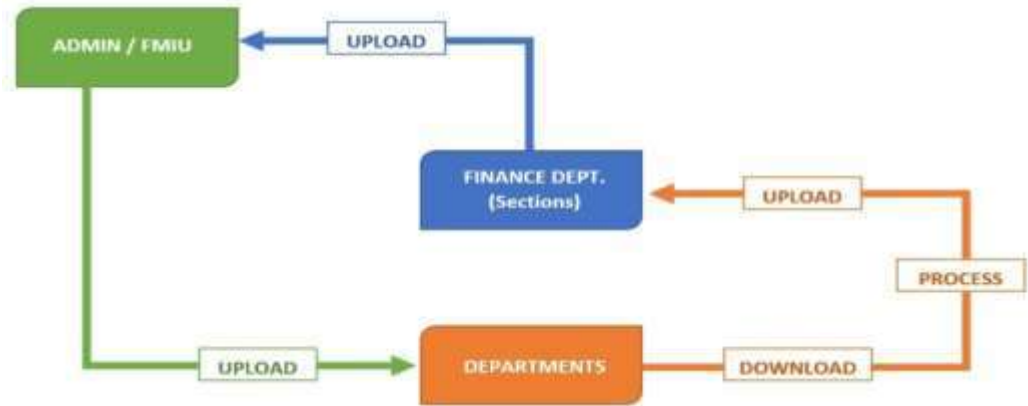 ADMIN / FMIU
UPLOAD
FINANCE DEPT.
(Sections)
UPLOAD
PROCESS
UPLOAD
DEPARTMENTS
DOWNLOAD